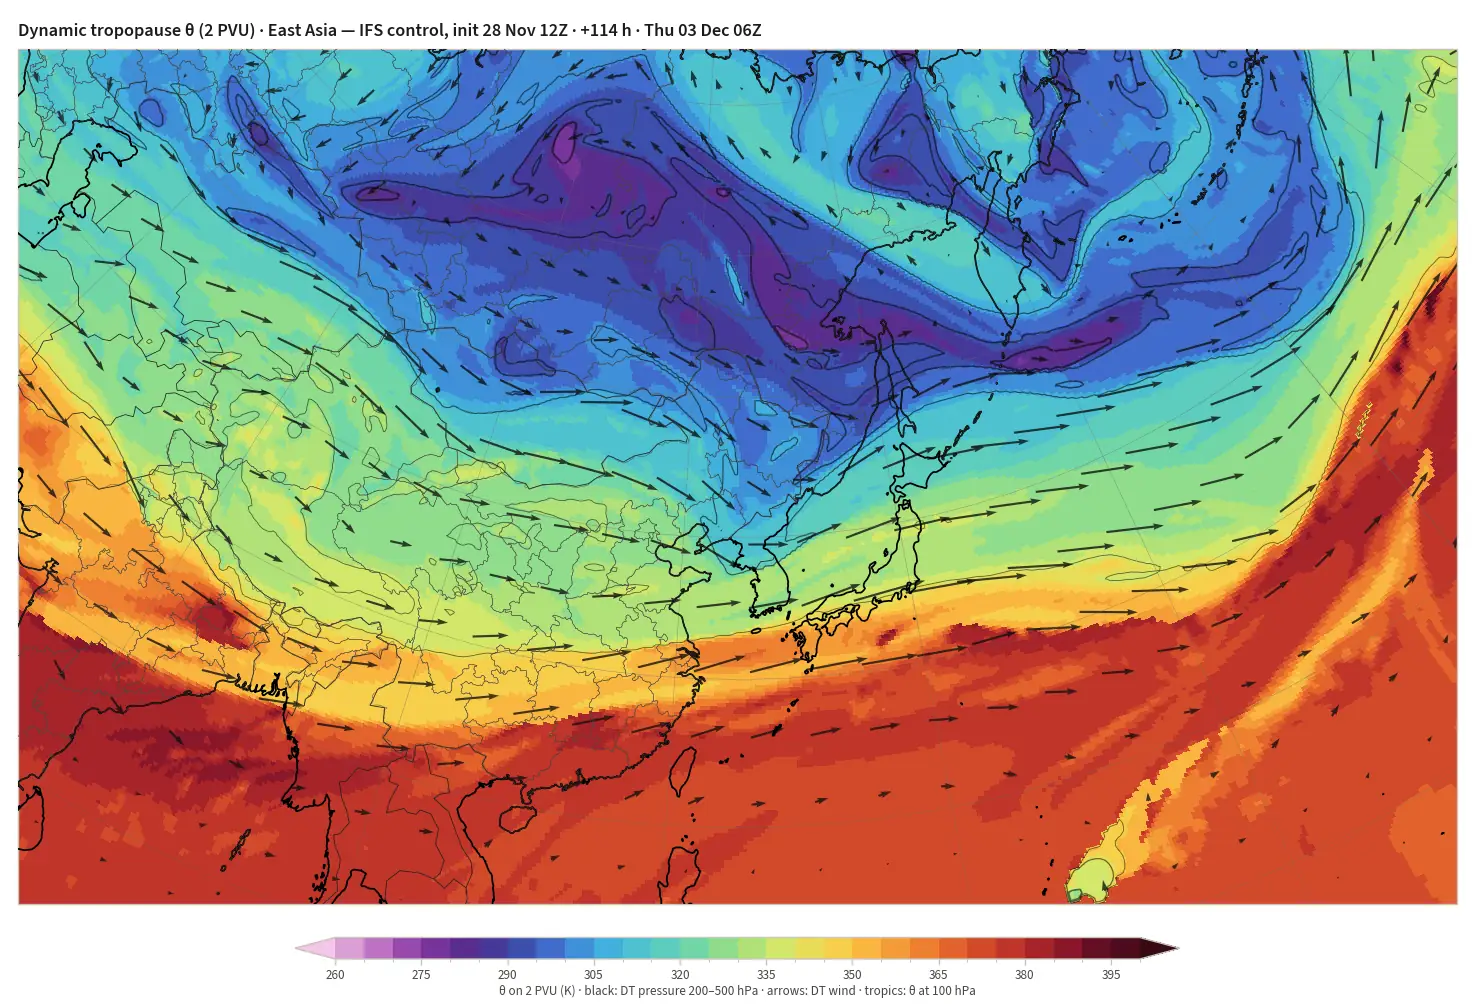 Dynamic tropopause θ (2 PVU) · East Asia — IFS control, init 28 Nov 12Z · +114 h · Thu 03 Dec 06Z
260 275 290 305 320 335 350 365 380 395
θ on 2 PVU (K) · black: DT pressure 200–500 hPa · arrows: DT wind · tropics: θ at 100 hPa